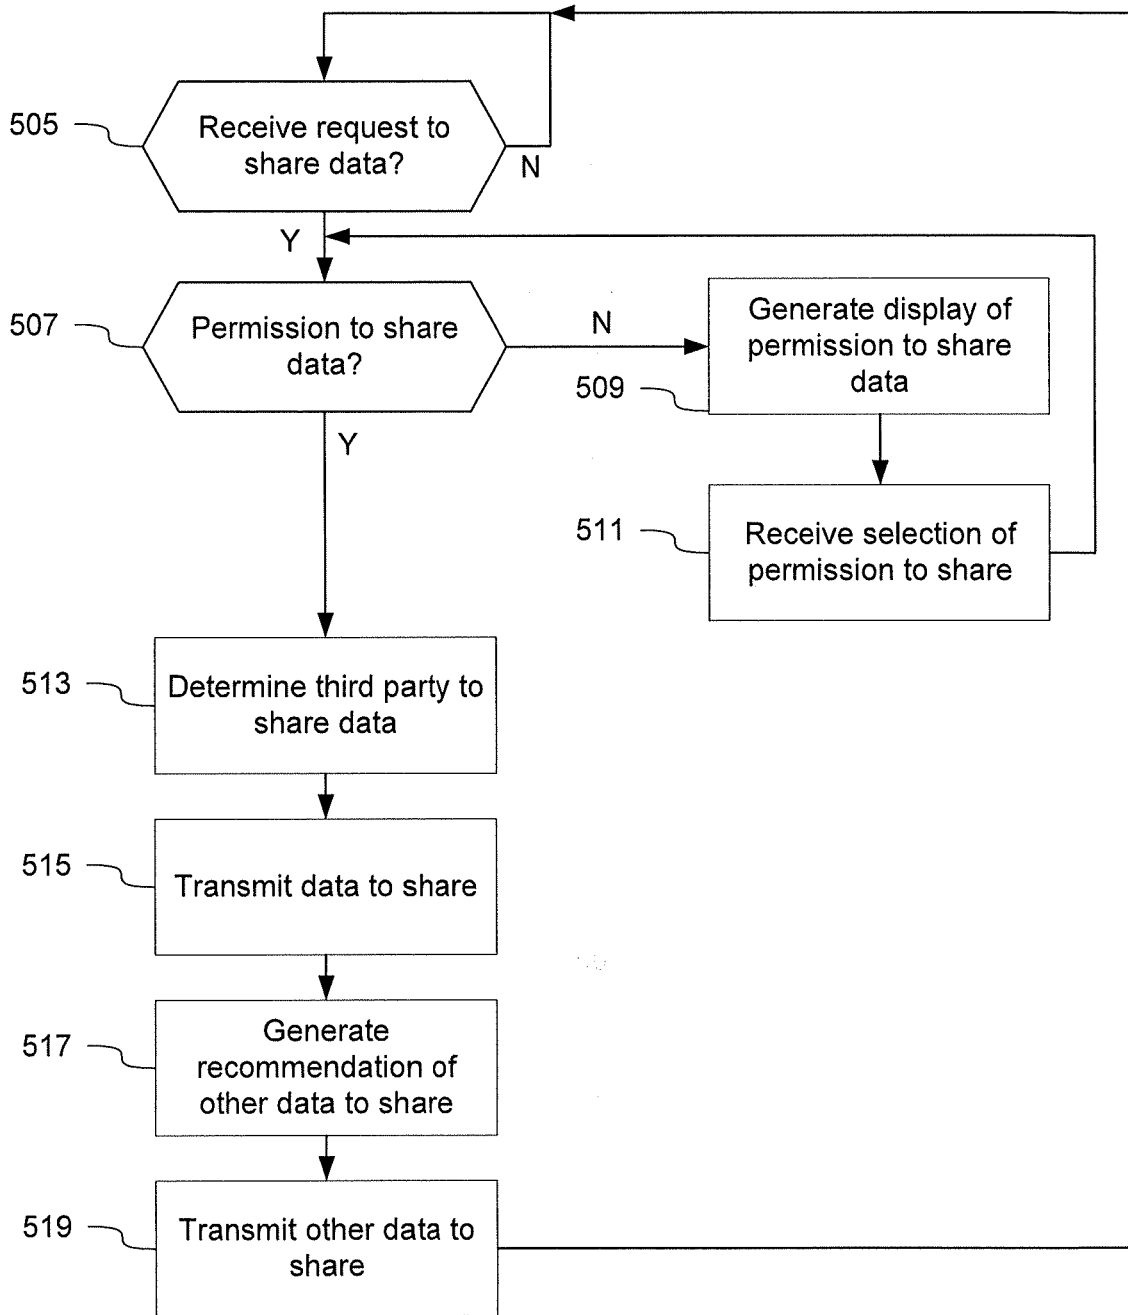 505
Receive request to
share data?
N
Y
507
Permission to share
data?
N
Generate display of
permission to share
data
509
Y
511
Receive selection of
permission to share
513
Determine third party to
share data
515
Transmit data to share
517
Generate
recommendation of
other data to share
519
Transmit other data to
share